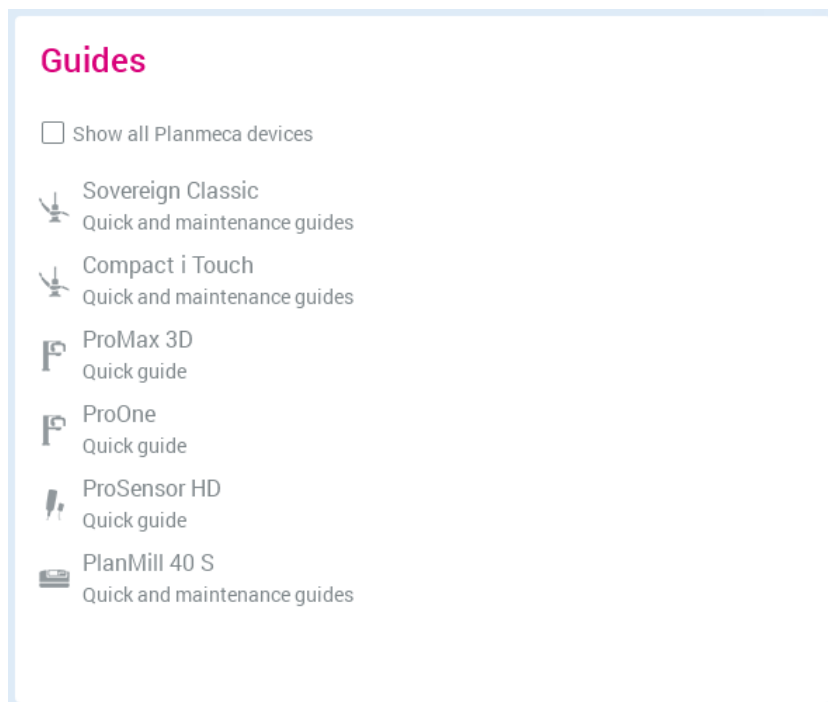 Guides
Show all Planmeca devices
Sovereign Classic
Quick and maintenance guides
Compact i Touch
Quick and maintenance guides
ProMax 3D
Quick guide
ProOne
Quick guide
ProSensor HD
Quick guide
PlanMill 40 S
Quick and maintenance guides